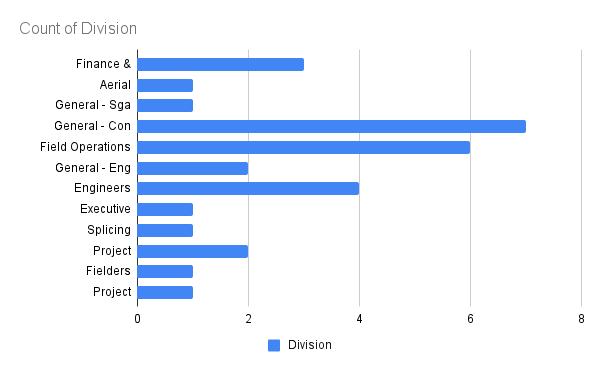 Count of Division
Finance &
Aerial
General - Sga
General - Con
Field Operations
General - Eng
Engineers
Executive
Splicing
Project
Fielders
Project
0 2 4 6 8
Division